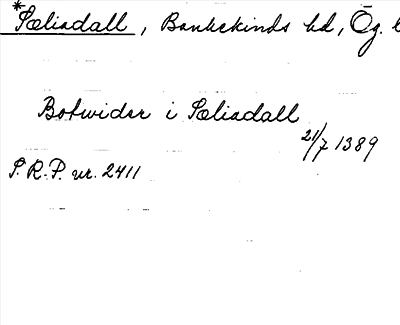 *Sæliadall, Bankekinds hd, Ög. l
Botwider i Sæliadall
21/7 1389
S.R.P. nr. 2411